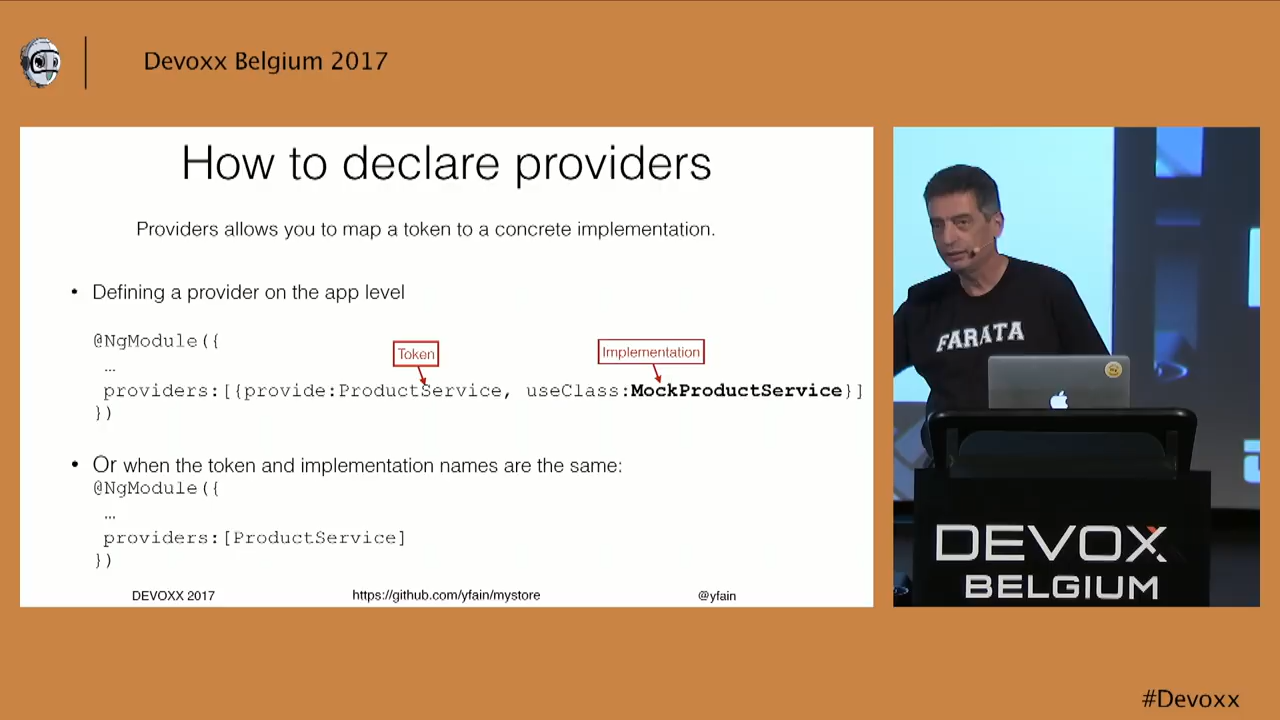 Devoxx Belgium 2017
How to declare providers
Providers allows you to map a token to a concrete implementation.
• Defining a provider on the app level
@NgModule({
…
Token
Implementation
providers:[{provide:ProductService, useClass:MockProductService}]
})
• Or when the token and implementation names are the same:
@NgModule({
…
providers:[ProductService]
})
DEVOXX 2017
https://github.com/yfain/mystore
@yfain
FARATA
DEVOXX
BELGIUM
#Devoxx